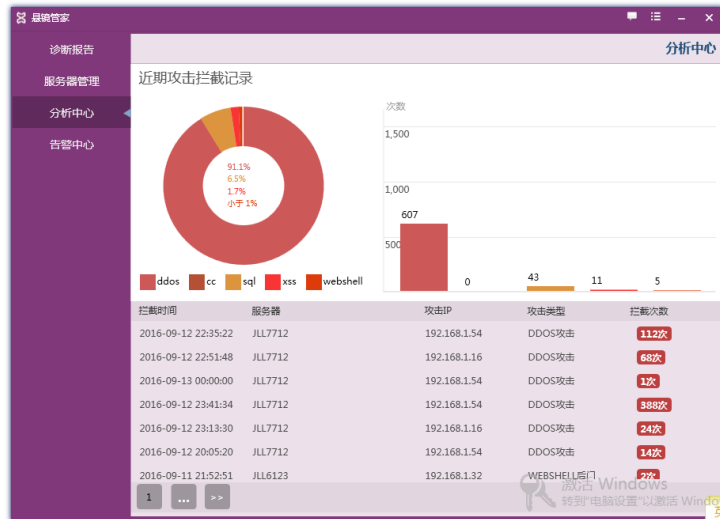 悬镜管家
诊断报告
服务器管理
分析中心
告警中心
分析中心
近期攻击拦截记录
91.1%
6.5%
1.7%
小于 1%
ddos cc sql xss webshell
次数
1,500
1,000
500
607
0
43
11
5
拦截时间 服务器 攻击IP 攻击类型 拦截次数
2016-09-12 22:35:22 JLL7712 192.168.1.54 DDOS攻击 112次
2016-09-12 22:51:48 JLL7712 192.168.1.16 DDOS攻击 68次
2016-09-13 00:00:00 JLL7712 192.168.1.54 DDOS攻击 1次
2016-09-12 23:41:34 JLL7712 192.168.1.54 DDOS攻击 388次
2016-09-12 23:13:30 JLL7712 192.168.1.16 DDOS攻击 24次
2016-09-12 20:05:20 JLL7712 192.168.1.54 DDOS攻击 14次
2016-09-11 21:52:51 JLL6123 192.168.1.32 WEBSHELL后门 2次
1 ... >>
激活 Windows
转到"电脑设置"以激活 Windo